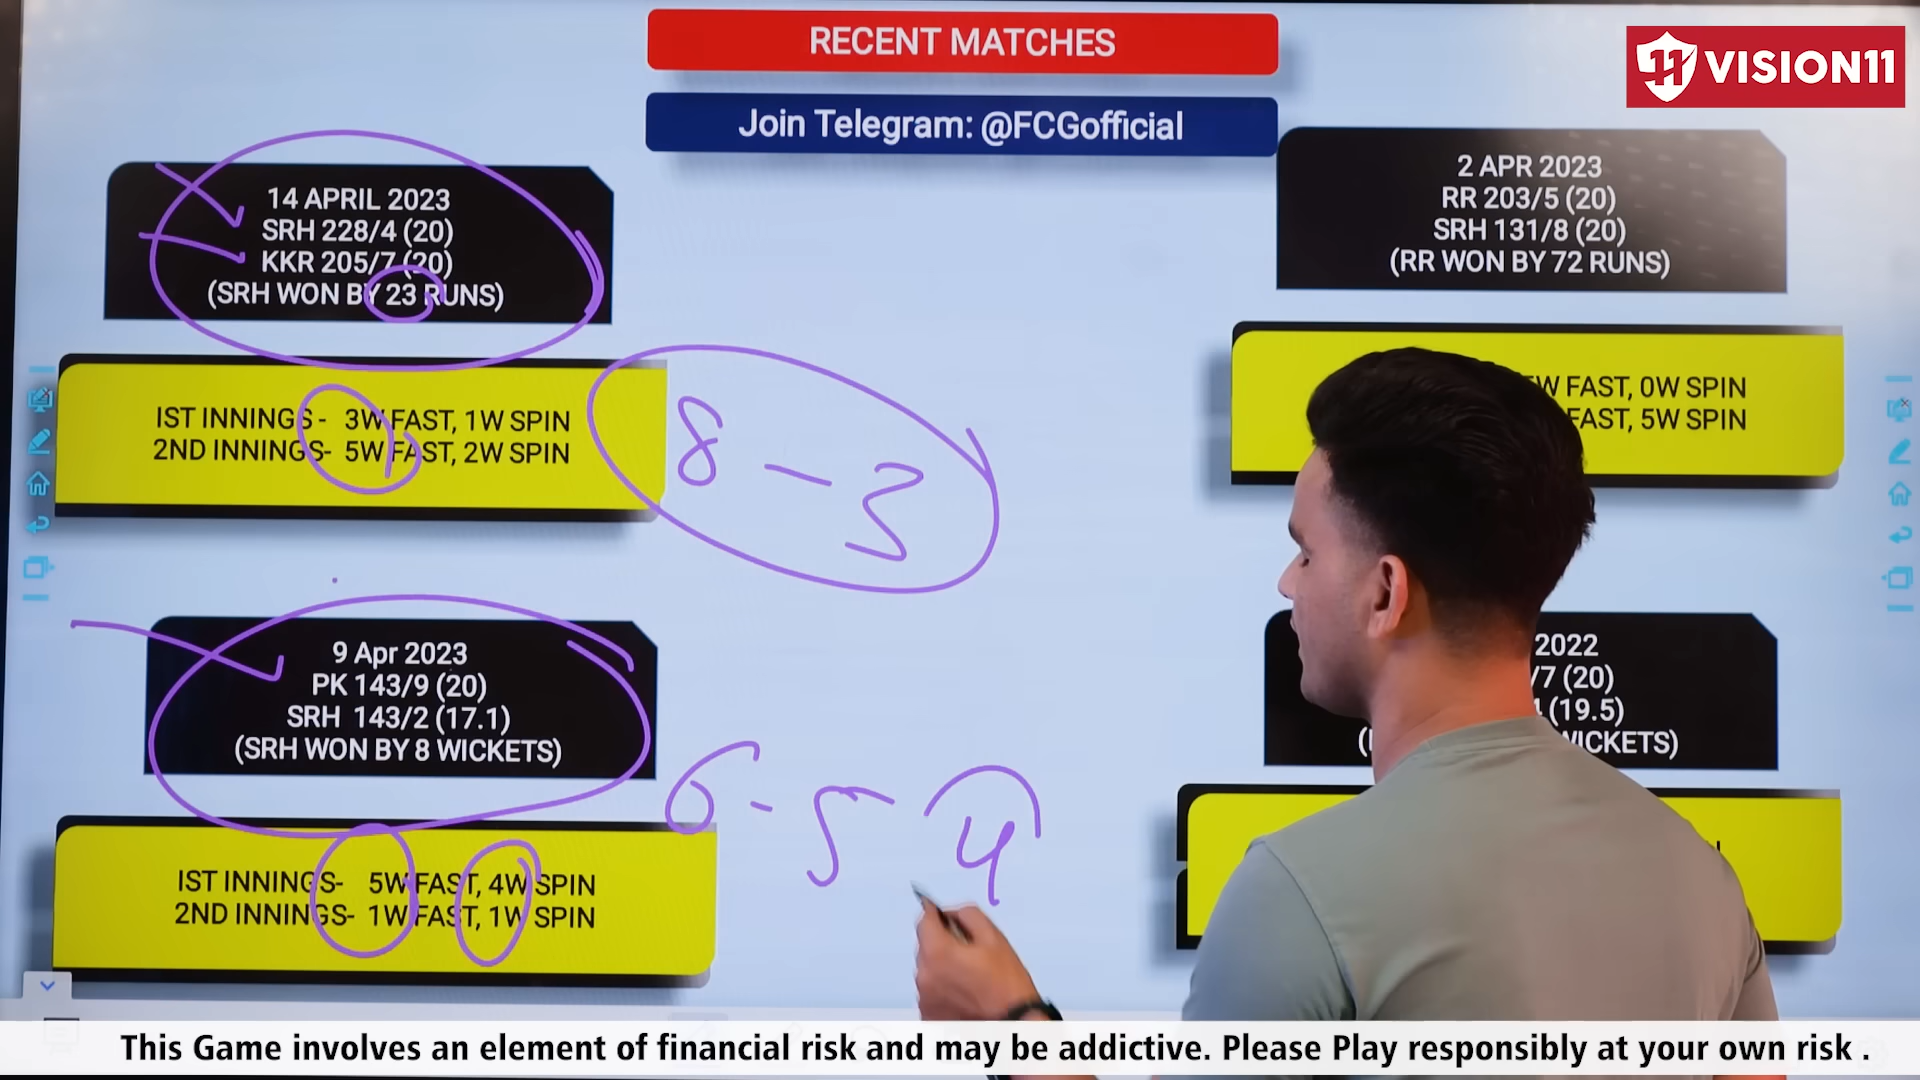 RECENT MATCHES
VISION11
Join Telegram: @FCGofficial
14 APRIL 2023
SRH 228/4 (20)
KKR 205/7 (20)
(SRH WON BY 23 RUNS)
IST INNINGS - 3W FAST, 1W SPIN
2ND INNINGS- 5W FAST, 2W SPIN
8 - 3
2 APR 2023
RR 203/5 (20)
SRH 131/8 (20)
(RR WON BY 72 RUNS)
FAST, 0W SPIN
FAST, 5W SPIN
9 Apr 2023
PK 143/9 (20)
SRH 143/2 (17.1)
(SRH WON BY 8 WICKETS)
6 - 5 4
IST INNINGS- 5W FAST, 4W SPIN
2ND INNINGS- 1W FAST, 1W SPIN
2022
/7 (20)
(19.5)
WICKETS)
This Game involves an element of financial risk and may be addictive. Please Play responsibly at your own risk .